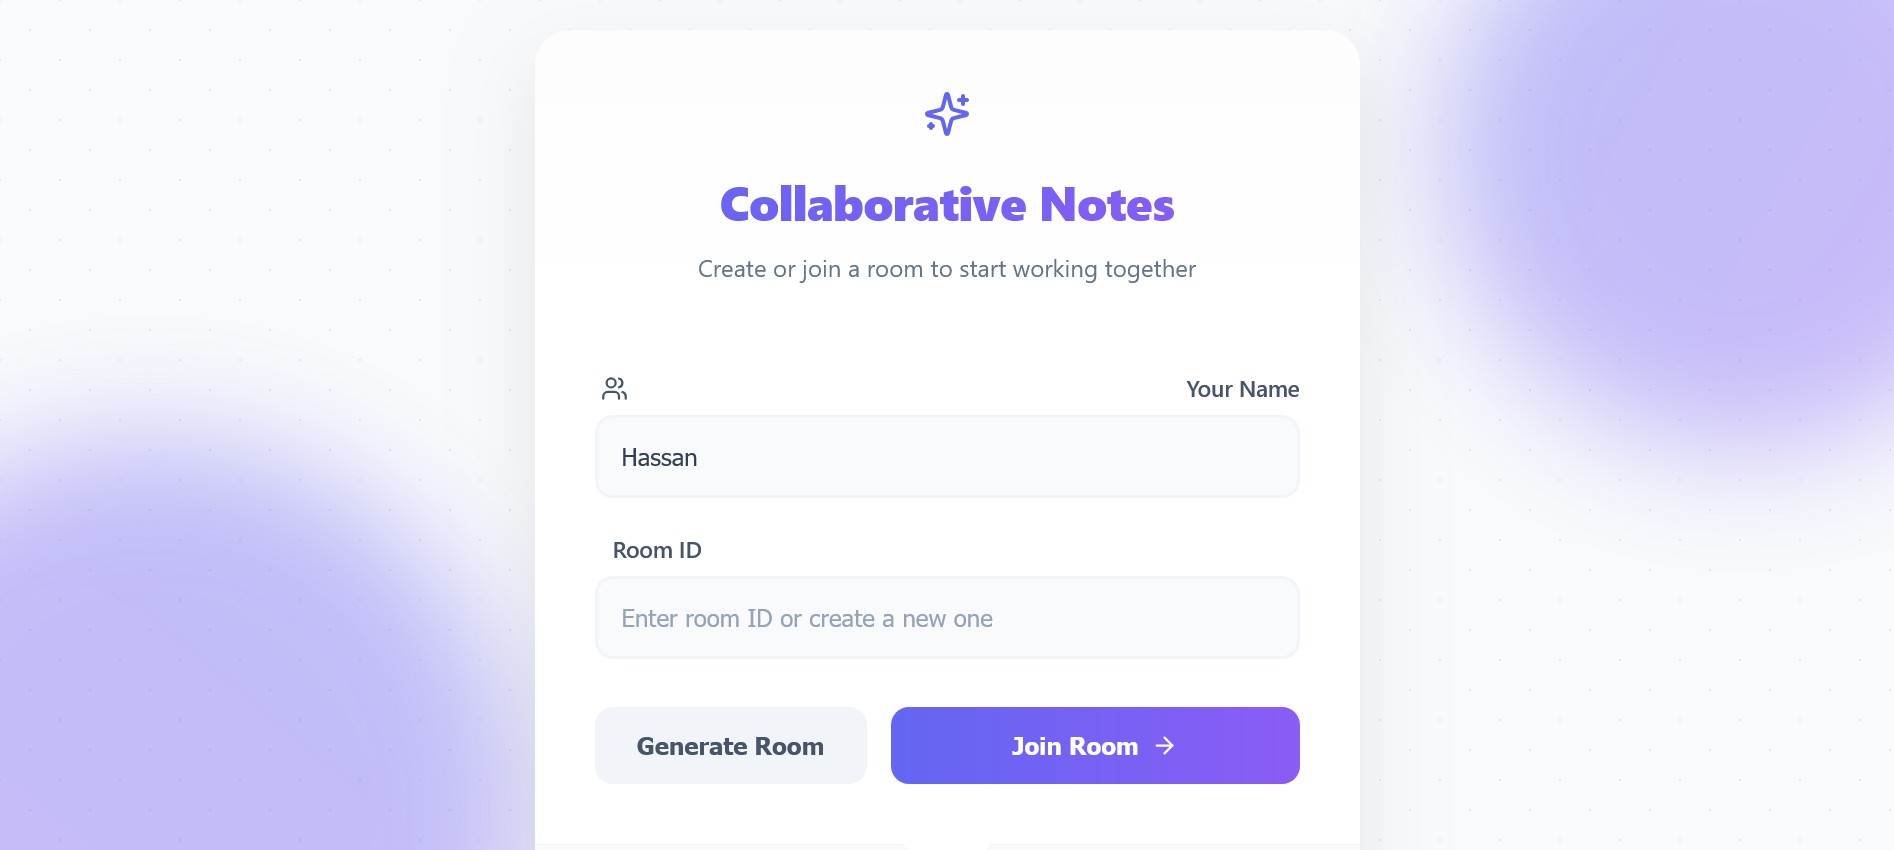 Collaborative Notes
Create or join a room to start working together
Your Name
Hassan
Room ID
Enter room ID or create a new one
Generate Room
Join Room